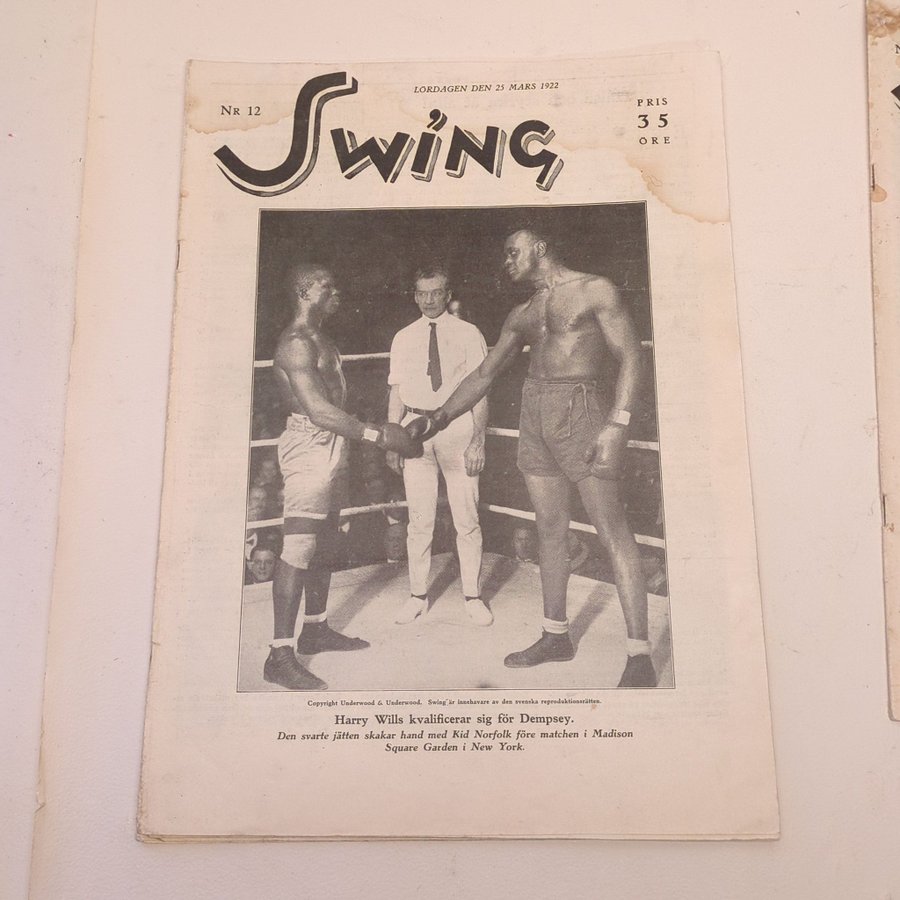 LÖRDAGEN DEN 25 MARS 1922
NR 12
SWING
PRIS
35
ÖRE
Copyright Underwood & Underwood. Swing är innehavare av den svenska reproduktionsrätten.
Harry Wills kvalificerar sig för Dempsey.
Den svarte jätten skakar hand med Kid Norfolk före matchen i Madison
Square Garden i New York.